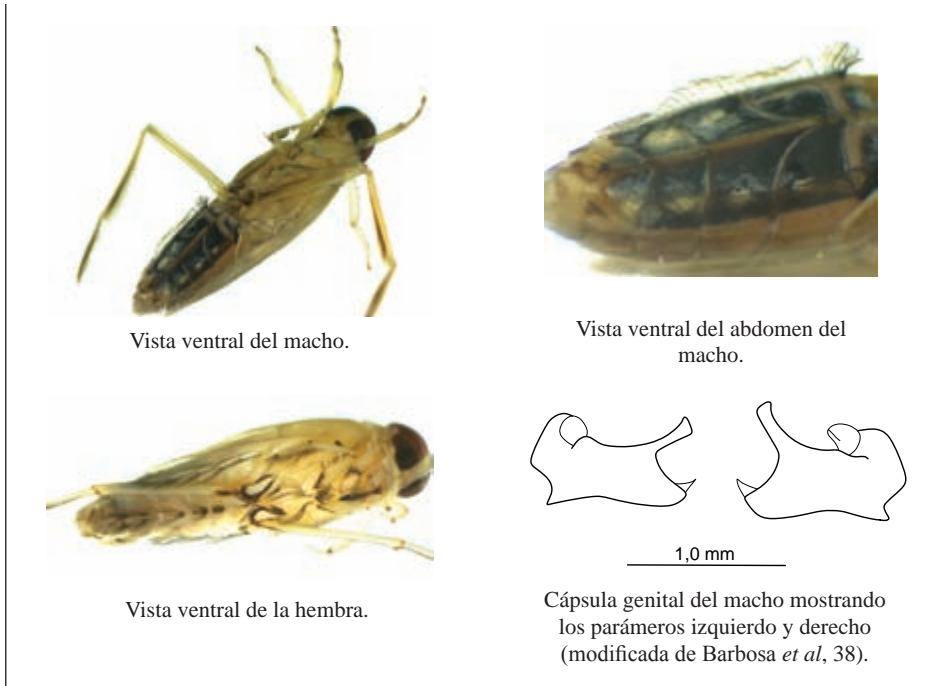 Vista ventral del macho.
Vista ventral del abdomen del
macho.
Vista ventral de la hembra.
1,0 mm
Cápsula genital del macho mostrando
los parámeros izquierdo y derecho
(modificada de Barbosa et al, 38).